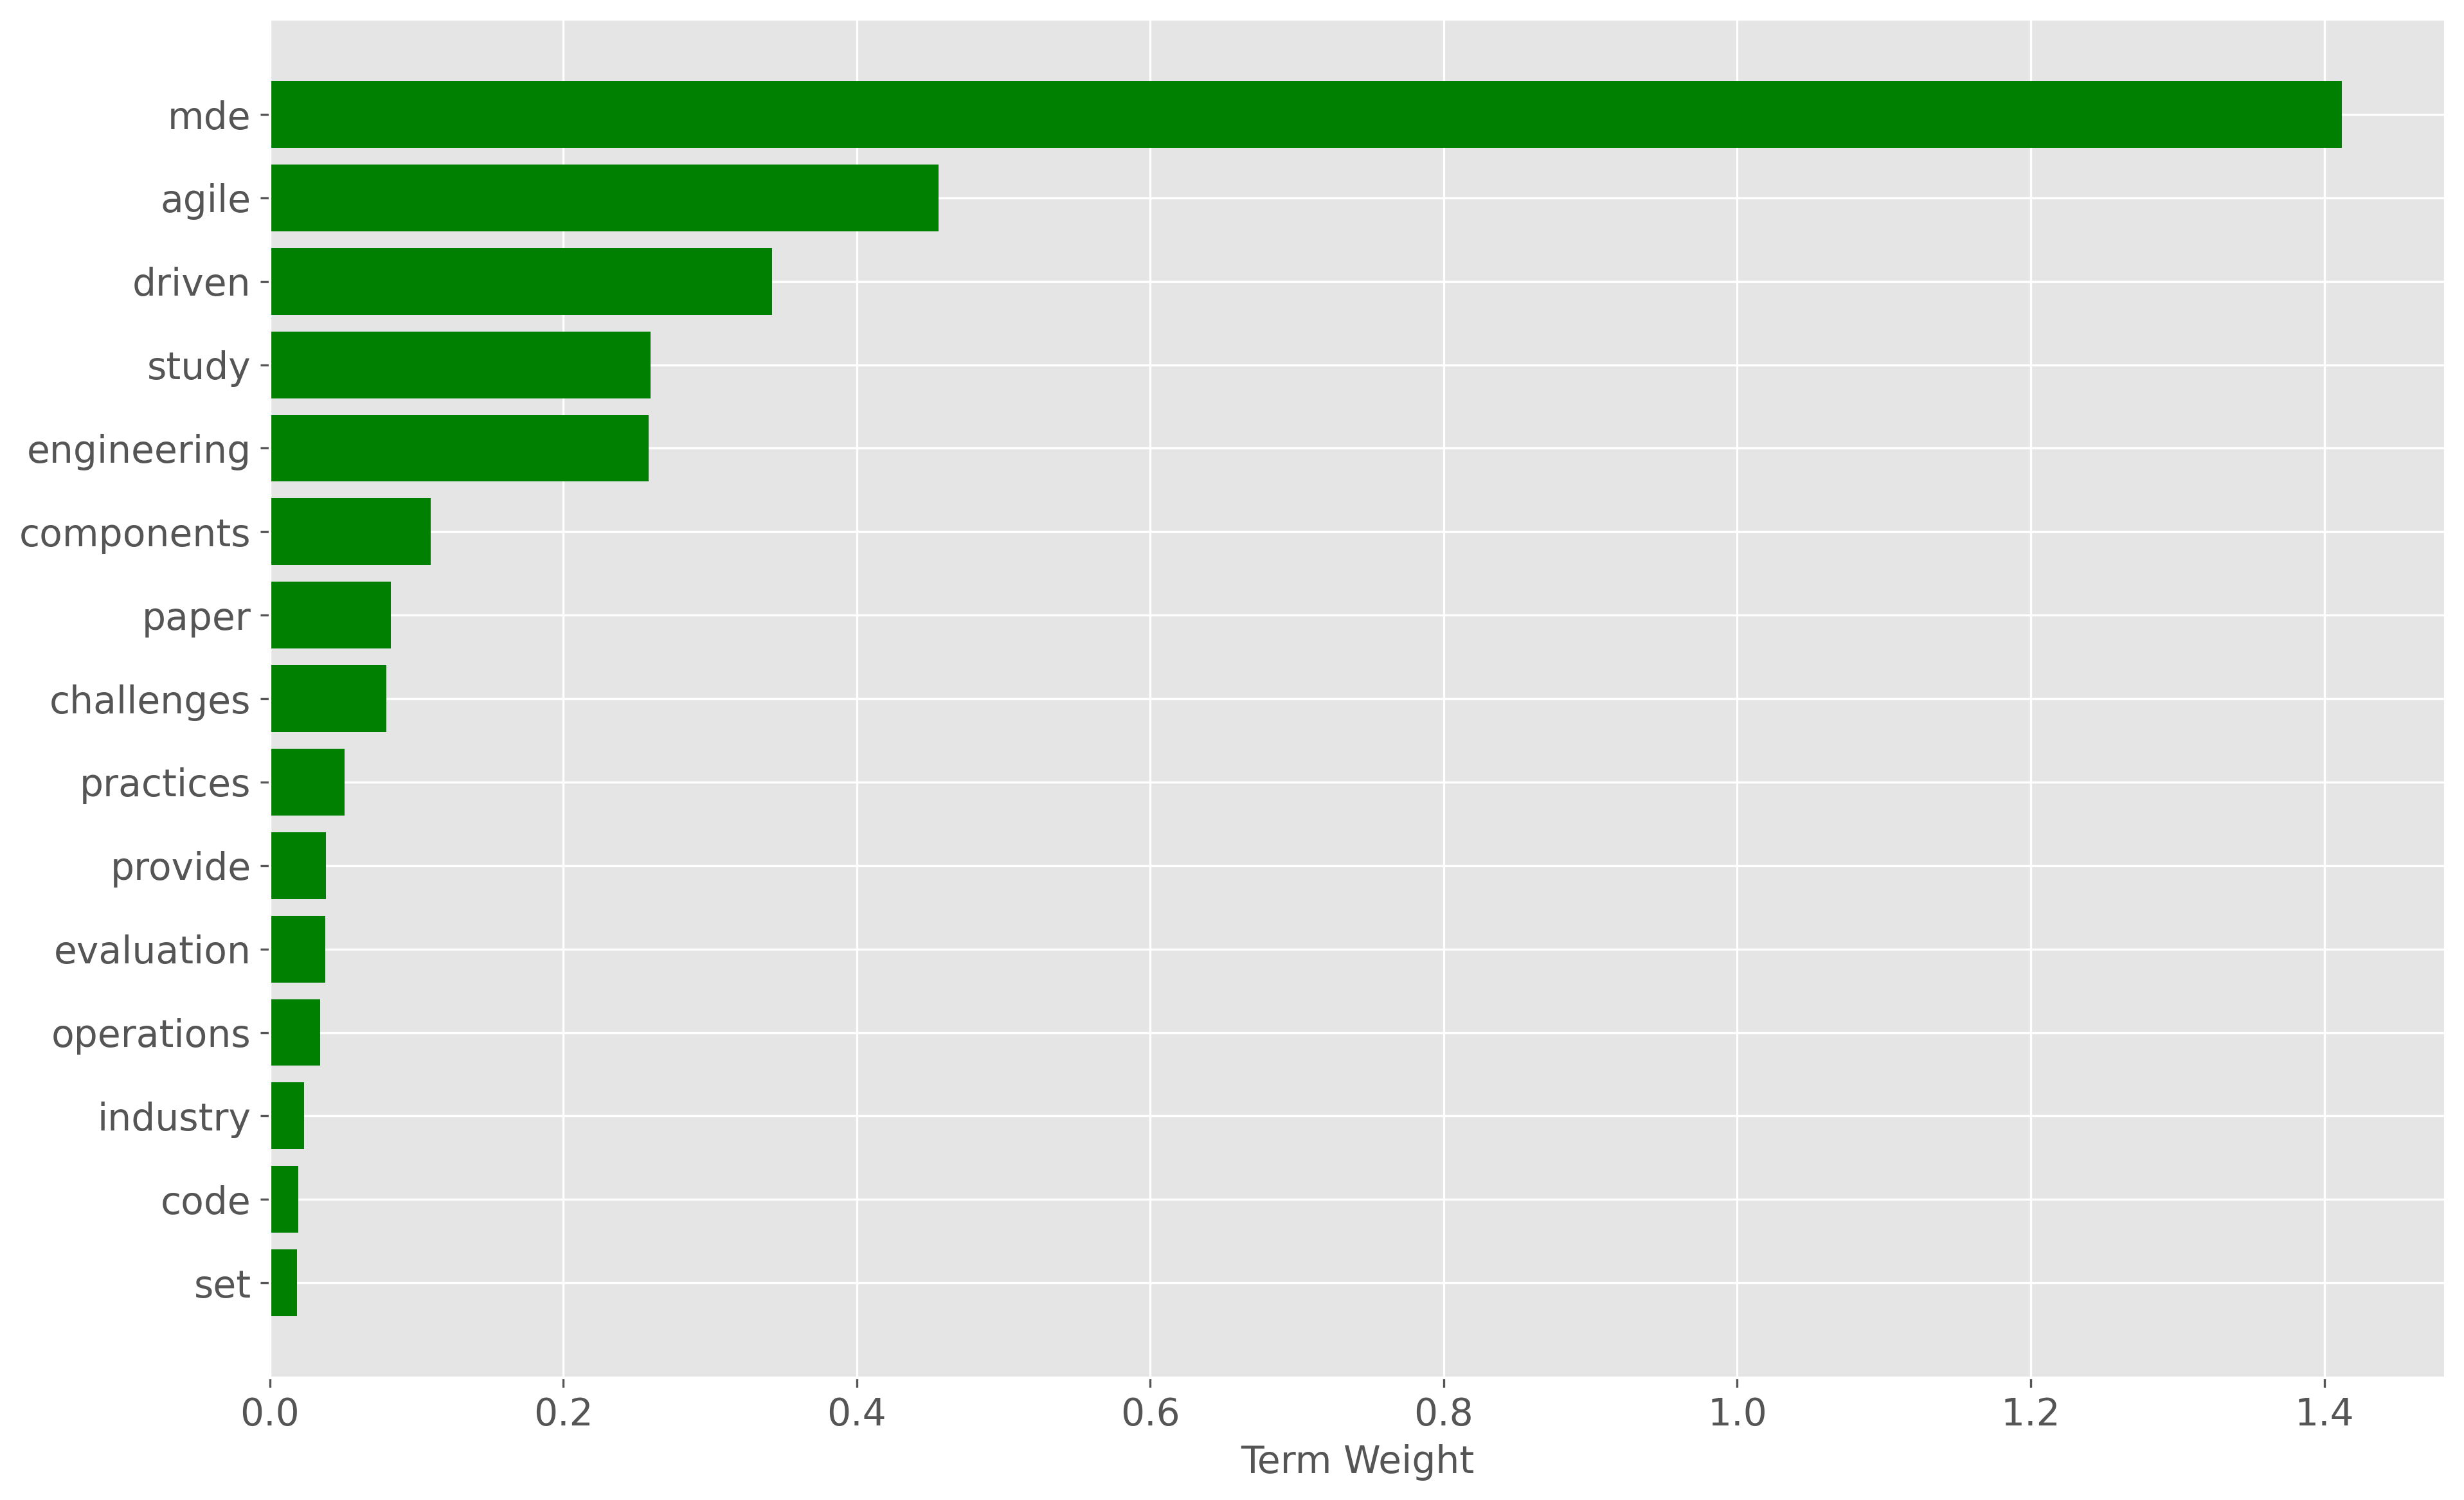 mde
agile
driven
study
engineering
components
paper
challenges
practices
provide
evaluation
operations
industry
code
set
0.0 0.2 0.4 0.6 0.8 1.0 1.2 1.4
Term Weight